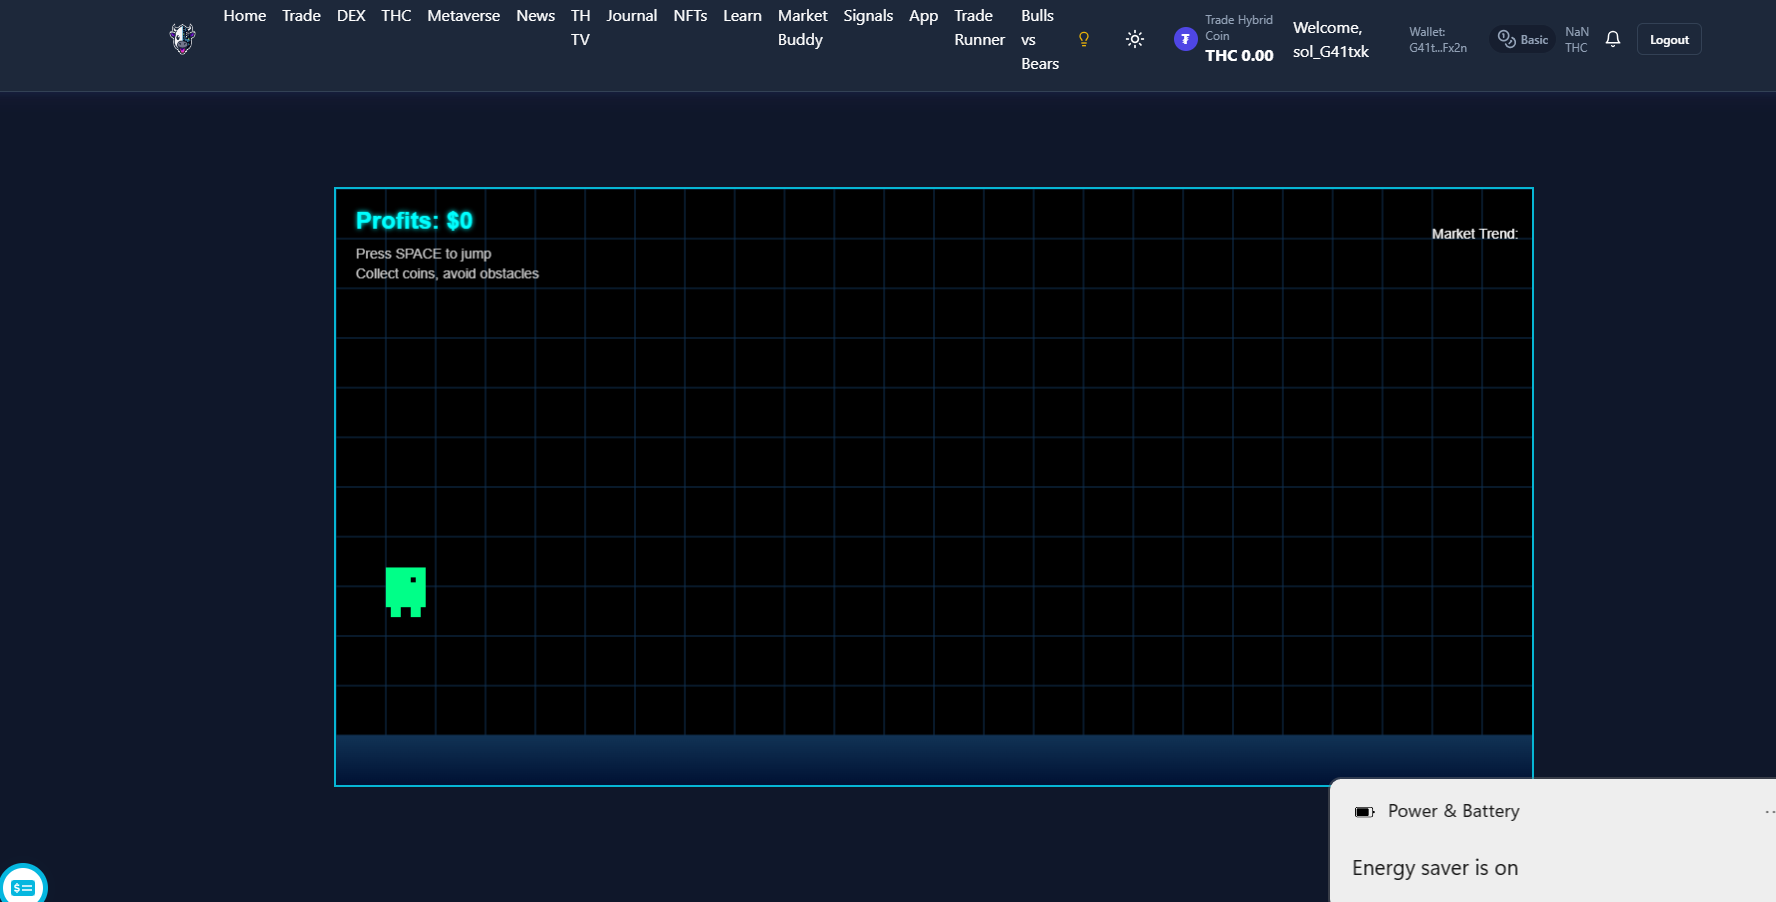 Home Trade DEX THC Metaverse News TH TV Journal NFTs Learn Market Buddy Signals App Trade Runner Bulls vs Bears
Trade Hybrid Coin
THC 0.00
Welcome,
sol_G41txk
Wallet:
G41t...Fx2n
Basic
NaN
THC
Logout
Profits: $0
Press SPACE to jump
Collect coins, avoid obstacles
Market Trend:
Power & Battery
Energy saver is on